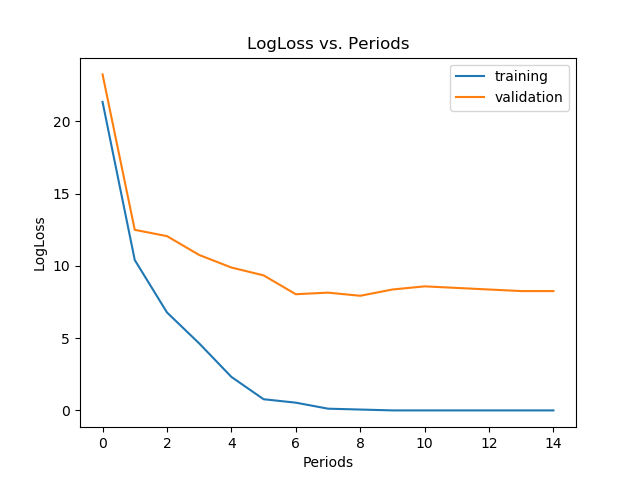 LogLoss vs. Periods
training
validation
LogLoss
20
15
10
5
0
0 2 4 6 8 10 12 14
Periods